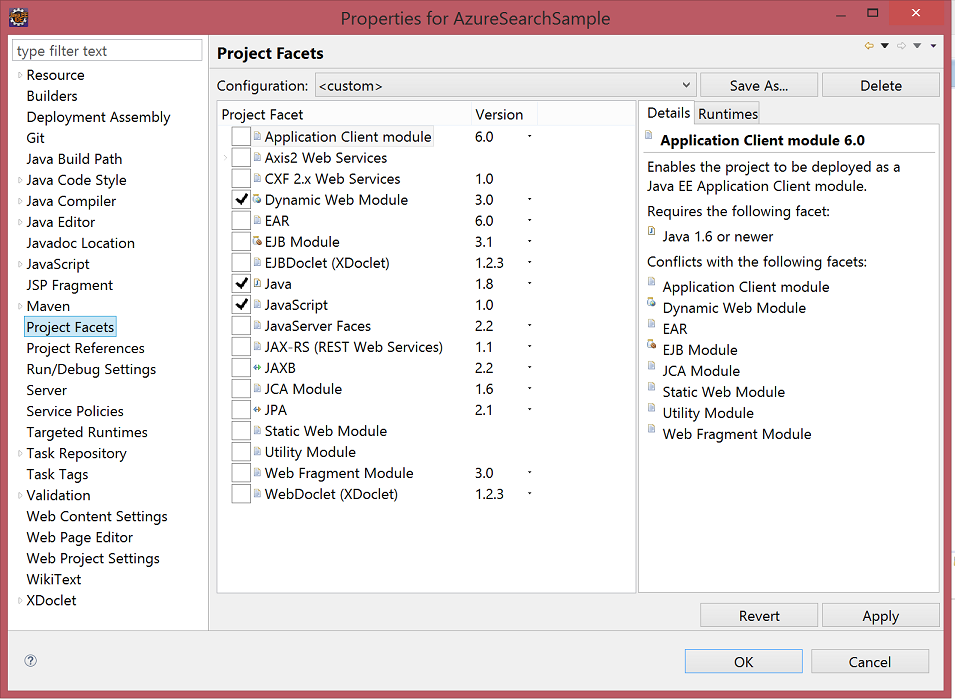 Properties for AzureSearchSample
type filter text
Resource
Builders
Deployment Assembly
Git
Java Build Path
Java Code Style
Java Compiler
Java Editor
Javadoc Location
JavaScript
JSP Fragment
Maven
Project Facets
Project References
Run/Debug Settings
Server
Service Policies
Targeted Runtimes
Task Repository
Task Tags
Validation
Web Content Settings
Web Page Editor
Web Project Settings
WikiText
XDoclet
Project Facets
Configuration: <custom> Save As... Delete
Project Facet Version
Application Client module 6.0
Axis2 Web Services
CXF 2.x Web Services 1.0
Dynamic Web Module 3.0
EAR 6.0
EJB Module 3.1
EJBDoclet (XDoclet) 1.2.3
Java 1.8
JavaScript 1.0
JavaServer Faces 2.2
JAX-RS (REST Web Services) 1.1
JAXB 2.2
JCA Module 1.6
JPA 2.1
Static Web Module
Utility Module
Web Fragment Module 3.0
WebDoclet (XDoclet) 1.2.3
Details Runtimes
Application Client module 6.0
Enables the project to be deployed as a
Java EE Application Client module.
Requires the following facet:
Java 1.6 or newer
Conflicts with the following facets:
Application Client module
Dynamic Web Module
EAR
EJB Module
JCA Module
Static Web Module
Utility Module
Web Fragment Module
Revert Apply
OK Cancel